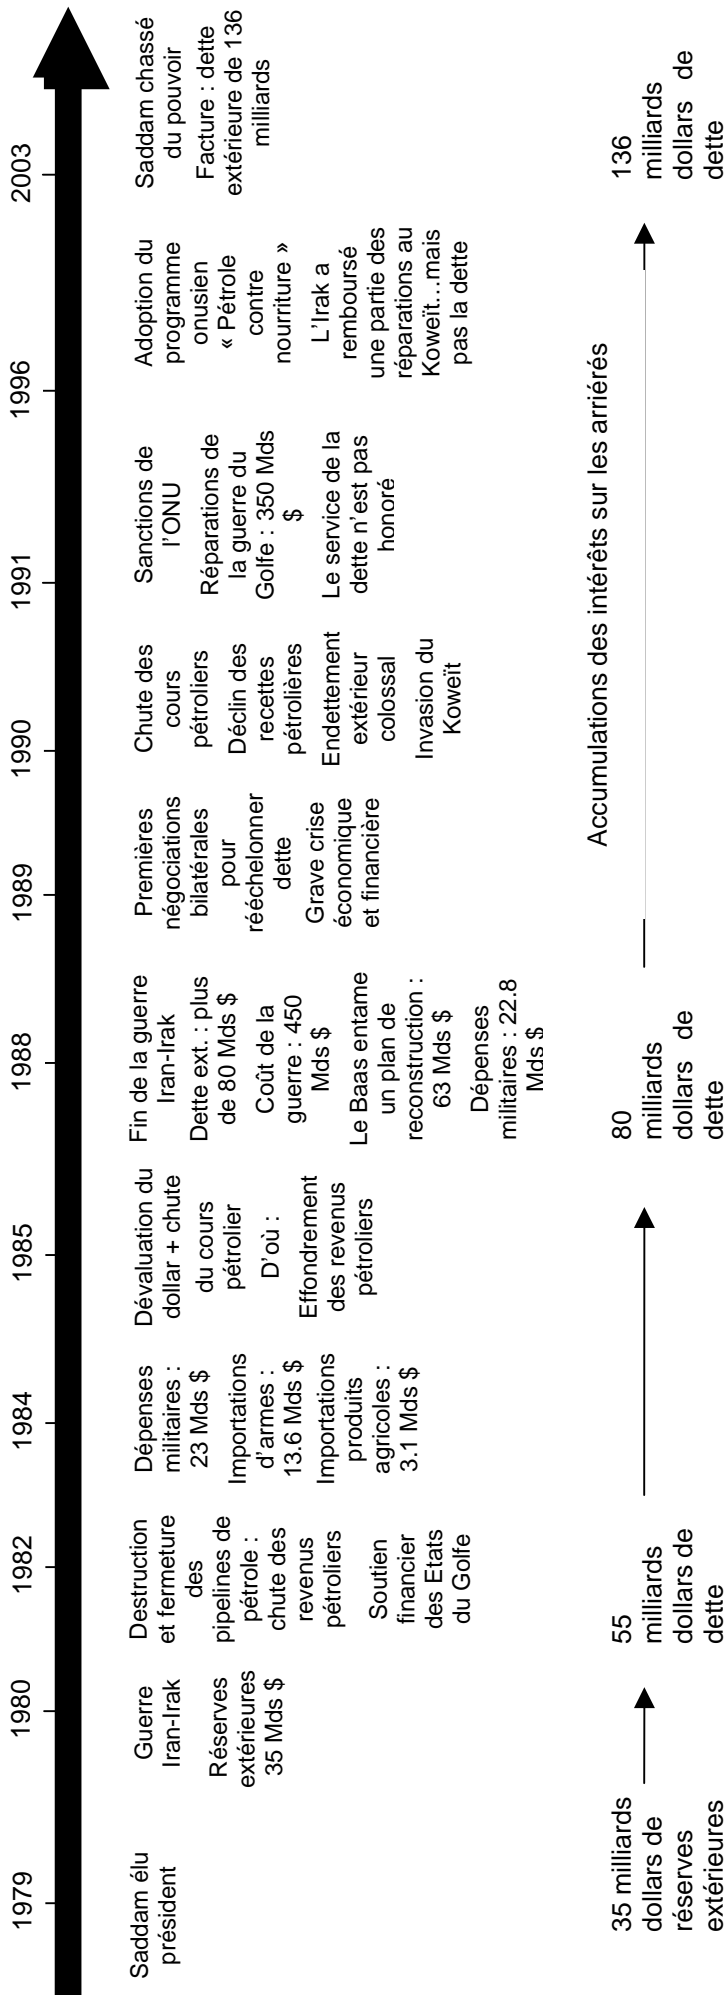 1979
1980
1982
1984
1985
1988
1989
1990
1991
1996
2003
Saddam élu
président
Guerre
Iran-Irak
Réserves
extérieures
35 Mds $
Destruction
et fermeture
des
pipelines de
pétrole :
chute des
revenus
pétroliers
Soutien
financier
des Etats
du Golfe
Dépenses
militaires :
23 Mds $
Importations
d'armes :
13.6 Mds $
Importations
produits
agricoles :
3.1 Mds $
Dévaluation du
dollar + chute
du cours
pétrolier
D'où :
Effondrement
des revenus
pétroliers
Fin de la guerre
Iran-Irak
Dette ext. : plus
de 80 Mds $
Coût de la
guerre : 450
Mds $
Le Baas entame
un plan de
reconstruction :
63 Mds $
Dépenses
militaires : 22.8
Mds $
Premières
négociations
bilatérales
pour
rééchelonner
dette
Grave crise
économique
et financière
Chute des
cours
pétroliers
Déclin des
recettes
pétrolières
Endettement
extérieur
colossal
Invasion du
Koweït
Sanctions de
l'ONU
Réparations de
la guerre du
Golfe : 350 Mds
$
Le service de la
dette n'est pas
honoré
Adoption du
programme
onusien
« Pétrole
contre
nourriture »
L'Irak a
remboursé
une partie des
réparations au
Koweït...mais
pas la dette
Saddam chassé
du pouvoir
Facture : dette
extérieure de 136
milliards
35 milliards
dollars de
réserves
extérieures
55
milliards
dollars de
dette
80
milliards
dollars de
dette
Accumulations des intérêts sur les arriérés
136
milliards
dollars de
dette